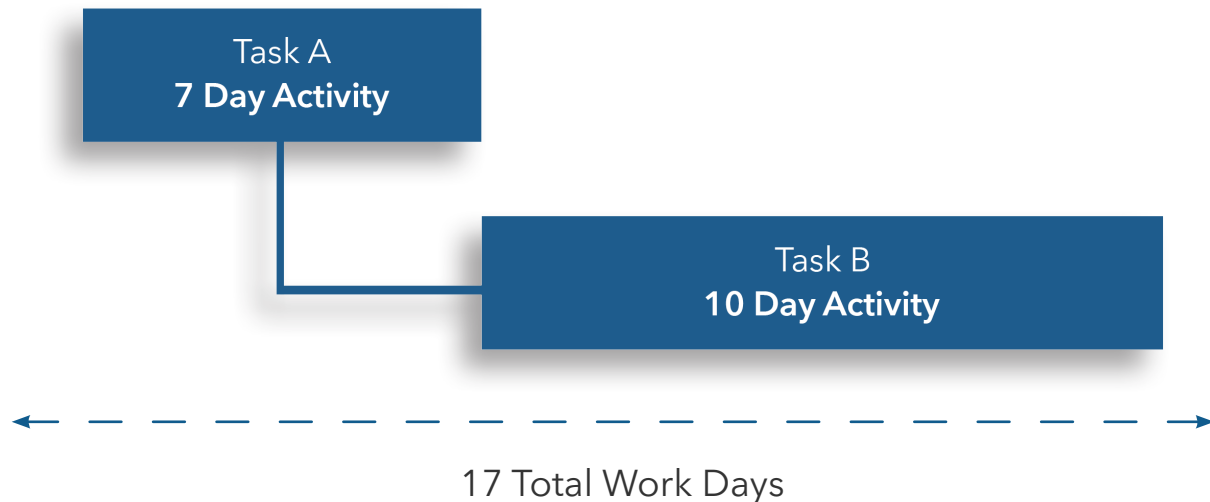 Task A
7 Day Activity
Task B
10 Day Activity
17 Total Work Days